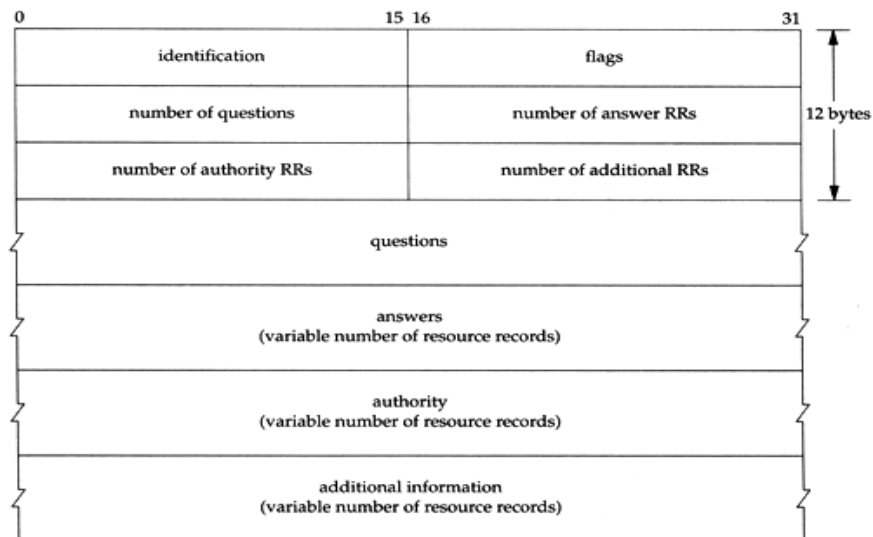 0 15 16 31
identification flags
number of questions number of answer RRs 12 bytes
number of authority RRs number of additional RRs
questions
answers
(variable number of resource records)
authority
(variable number of resource records)
additional information
(variable number of resource records)